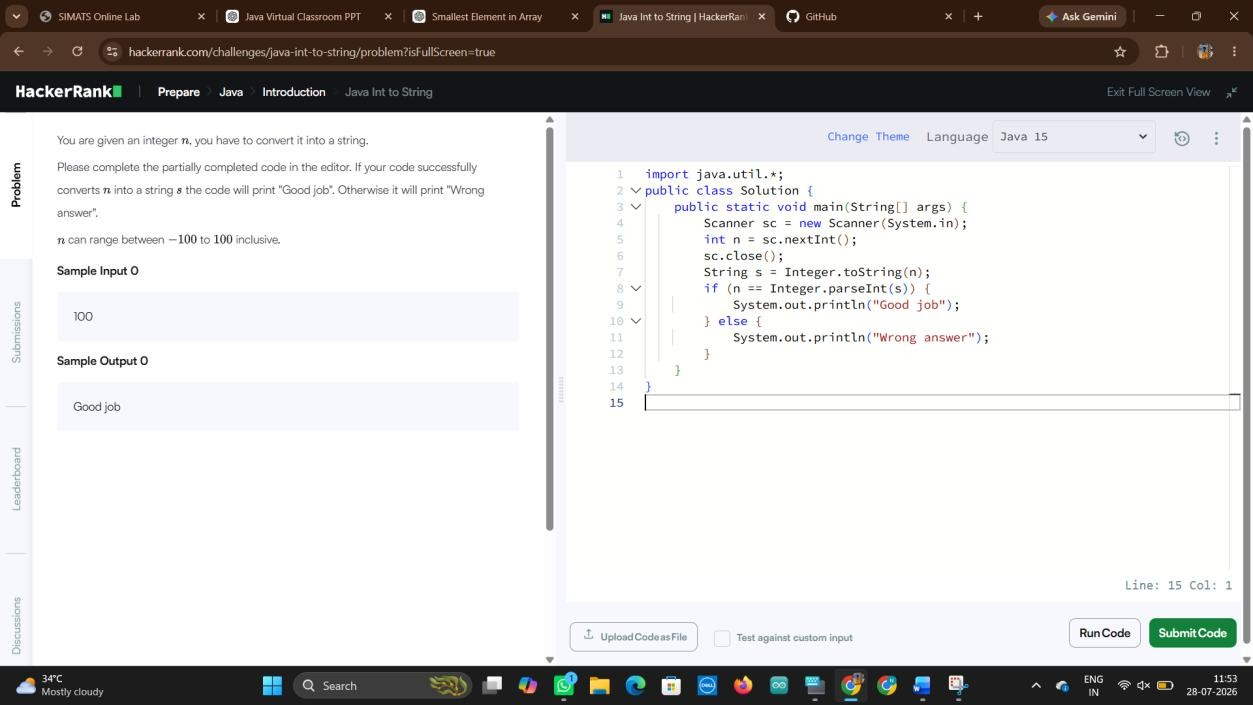 SIMATS Online Lab
Java Virtual Classroom PPT
Smallest Element in Array
Java Int to String | HackerRan
GitHub
Ask Gemini
hackerrank.com/challenges/java-int-to-string/problem?isFullScreen=true
HackerRank
Prepare
Java
Introduction
Java Int to String
Exit Full Screen View
Problem
Submissions
Leaderboard
Discussions
You are given an integer n, you have to convert it into a string.
Please complete the partially completed code in the editor. If your code successfully
converts n into a string s the code will print "Good job". Otherwise it will print "Wrong
answer".
n can range between −100 to 100 inclusive.
Sample Input 0
100
Sample Output 0
Good job
Change Theme
Language
Java 15
1 import java.util.*;
2 public class Solution {
3 public static void main(String[] args) {
4 Scanner sc = new Scanner(System.in);
5 int n = sc.nextInt();
6 sc.close();
7 String s = Integer.toString(n);
8 if (n == Integer.parseInt(s)) {
9 System.out.println("Good job");
10 } else {
11 System.out.println("Wrong answer");
12 }
13 }
14 }
15
Line: 15 Col: 1
Upload Code as File
Test against custom input
Run Code
Submit Code
34°C
Mostly cloudy
Search
1
DELL
W
ENG
IN
11:53
28-07-2026